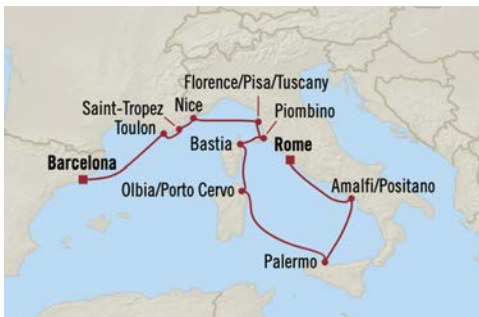 Florence/Pisa/Tuscany
Saint-Tropez
Nice
Toulon
Piombino
Bastia
Rome
Barcelona
Olbia/Porto Cervo
Amalfi/Positano
Palermo